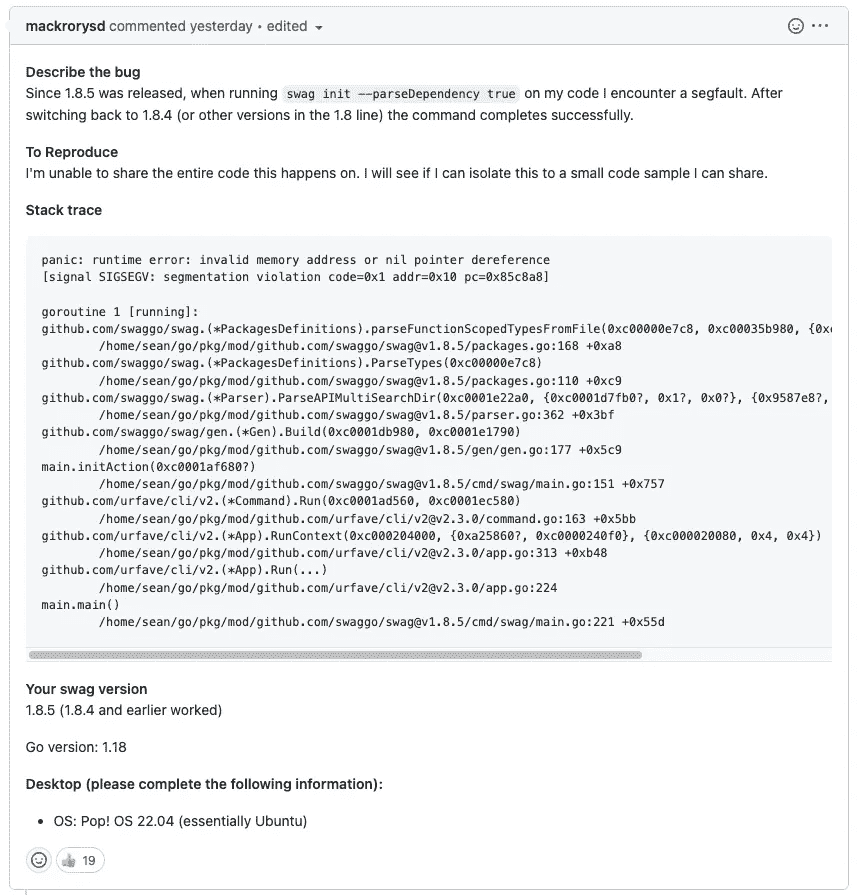 mackrorysd commented yesterday • edited
Describe the bug
Since 1.8.5 was released, when running swag init --parseDependency true on my code I encounter a segfault. After
switching back to 1.8.4 (or other versions in the 1.8 line) the command completes successfully.
To Reproduce
I'm unable to share the entire code this happens on. I will see if I can isolate this to a small code sample I can share.
Stack trace
panic: runtime error: invalid memory address or nil pointer dereference
[signal SIGSEGV: segmentation violation code=0x1 addr=0x10 pc=0x85c8a8]
goroutine 1 [running]:
github.com/swaggo/swag.(*PackagesDefinitions).parseFunctionScopedTypesFromFile(0xc00000e7c8, 0xc00035b980, {0x
/home/sean/go/pkg/mod/github.com/swaggo/swag@v1.8.5/packages.go:168 +0xa8
github.com/swaggo/swag.(*PackagesDefinitions).ParseTypes(0xc00000e7c8)
/home/sean/go/pkg/mod/github.com/swaggo/swag@v1.8.5/packages.go:110 +0xc9
github.com/swaggo/swag.(*Parser).ParseAPIMultiSearchDir(0xc0001e22a0, {0xc0001d7fb0?, 0x1?, 0x0?}, {0x9587e8?,
/home/sean/go/pkg/mod/github.com/swaggo/swag@v1.8.5/parser.go:362 +0x3bf
github.com/swaggo/swag/gen.(*Gen).Build(0xc0001db980, 0xc0001e1790)
/home/sean/go/pkg/mod/github.com/swaggo/swag@v1.8.5/gen/gen.go:177 +0x5c9
main.initAction(0xc0001af680?)
/home/sean/go/pkg/mod/github.com/swaggo/swag@v1.8.5/cmd/swag/main.go:151 +0x757
github.com/urfave/cli/v2.(*Command).Run(0xc0001ad560, 0xc0001ec580)
/home/sean/go/pkg/mod/github.com/urfave/cli/v2@v2.3.0/command.go:163 +0x5bb
github.com/urfave/cli/v2.(*App).RunContext(0xc000204000, {0xa25860?, 0xc0000240f0}, {0xc000020080, 0x4, 0x4})
/home/sean/go/pkg/mod/github.com/urfave/cli/v2@v2.3.0/app.go:313 +0xb48
github.com/urfave/cli/v2.(*App).Run(...)
/home/sean/go/pkg/mod/github.com/urfave/cli/v2@v2.3.0/app.go:224
main.main()
/home/sean/go/pkg/mod/github.com/swaggo/swag@v1.8.5/cmd/swag/main.go:221 +0x55d
Your swag version
1.8.5 (1.8.4 and earlier worked)
Go version: 1.18
Desktop (please complete the following information):
• OS: Pop! OS 22.04 (essentially Ubuntu)
19